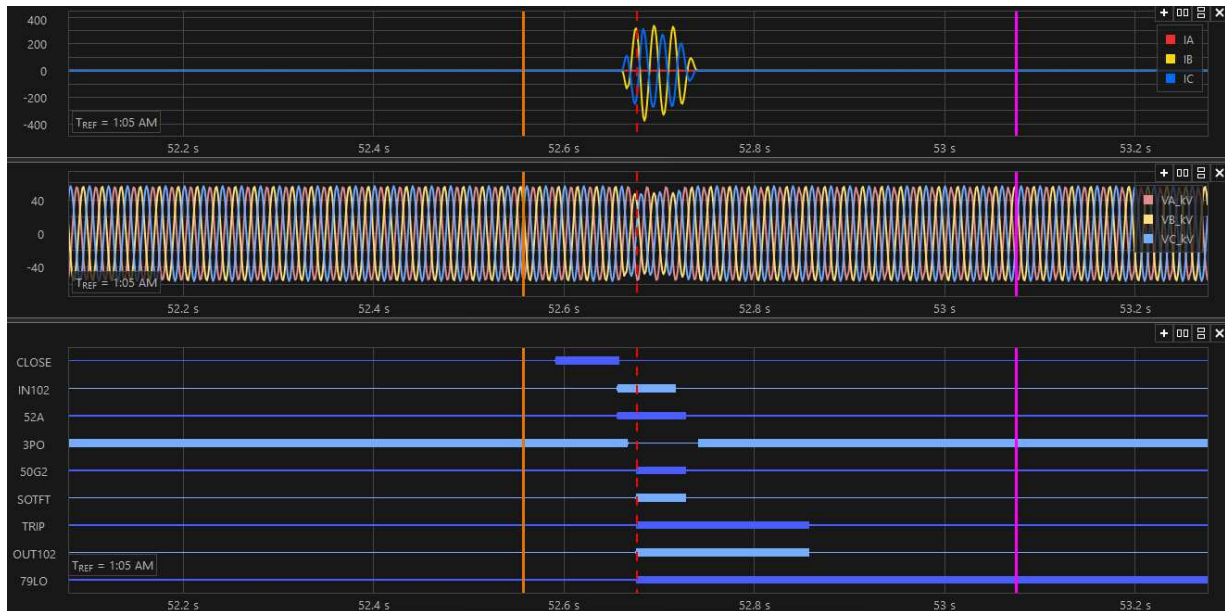 400
200
0
-200
-400
IA
IB
IC
TREF = 1:05 AM
52.2 s
52.4 s
52.6 s
52.8 s
53 s
53.2 s
40
0
-40
VA_kV
VB_kV
VC_kV
TREF = 1:05 AM
52.2 s
52.4 s
52.6 s
52.8 s
53 s
53.2 s
CLOSE
IN102
52A
3PO
50G2
SOTFT
TRIP
OUT102
79LO
TREF = 1:05 AM
52.2 s
52.4 s
52.6 s
52.8 s
53 s
53.2 s